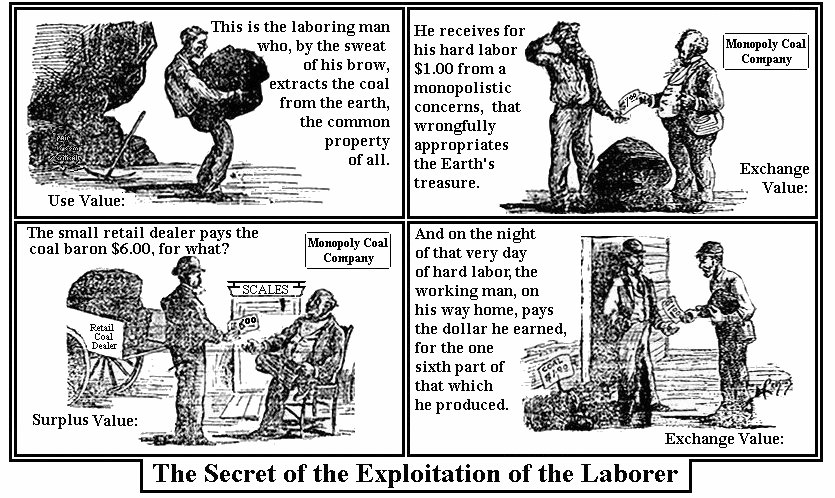 This is the laboring man
who, by the sweat
of his brow,
extracts the coal
from the earth,
the common
property
of all.
Use Value:
He receives for
his hard labor
$1.00 from a
monopolistic
concerns, that
wrongfully
appropriates
the Earth's
treasure.
Monopoly Coal
Company
$1.00
Exchange
Value:
The small retail dealer pays the
coal baron $6.00, for what?
Monopoly Coal
Company
SCALES
$6.00
Retail
Coal
Dealer
Surplus Value:
And on the night
of that very day
of hard labor, the
working man, on
his way home, pays
the dollar he earned,
for the one
sixth part of
that which
he produced.
Exchange Value:
The Secret of the Exploitation of the Laborer